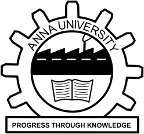 ANNA UNIVERSITY
PROGRESS THROUGH KNOWLEDGE